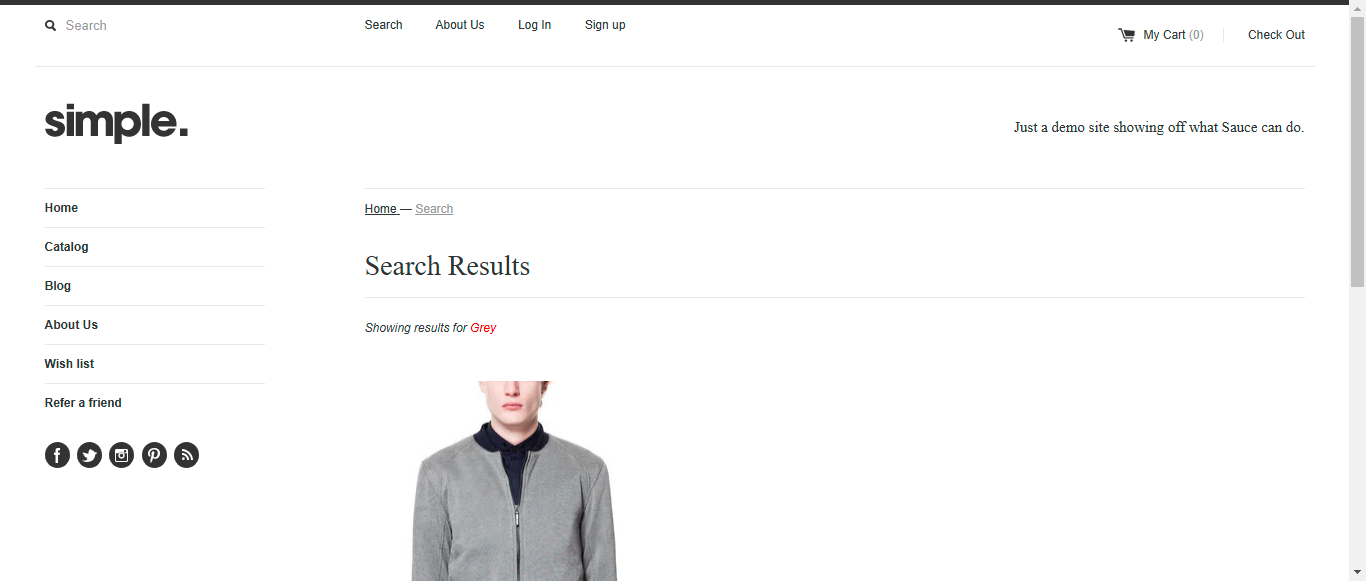 Search
Search About Us Log In Sign up
My Cart (0) Check Out
simple.
Just a demo site showing off what Sauce can do.
Home
Catalog
Blog
About Us
Wish list
Refer a friend
Home — Search
Search Results
Showing results for Grey